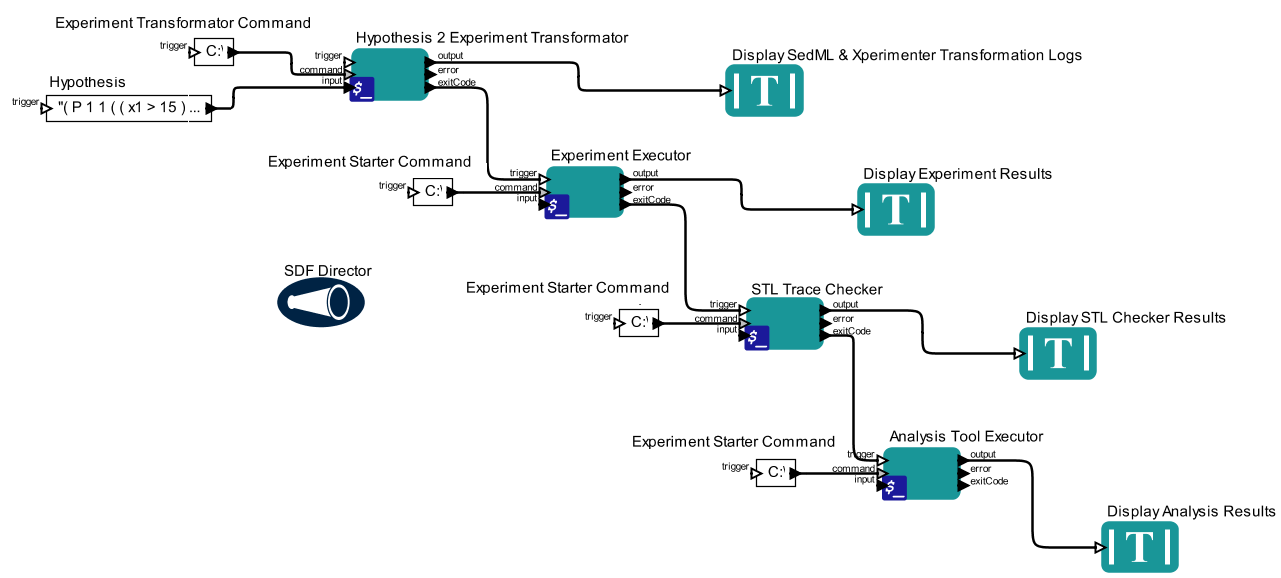 Experiment Transformator Command
trigger
C:\
Hypothesis
trigger
"( P 1 1 ( ( x1 > 15 ) ...
Hypothesis 2 Experiment Transformator
trigger
command
input
$_
output
error
exitCode
Display SedML & Xperimenter Transformation Logs
T
Experiment Starter Command
trigger
C:\
Experiment Executor
trigger
command
input
$_
output
error
exitCode
Display Experiment Results
T
SDF Director
Experiment Starter Command
trigger
C:\
STL Trace Checker
trigger
command
input
$_
output
error
exitCode
Display STL Checker Results
T
Experiment Starter Command
trigger
C:\
Analysis Tool Executor
trigger
command
input
$_
output
error
exitCode
Display Analysis Results
T